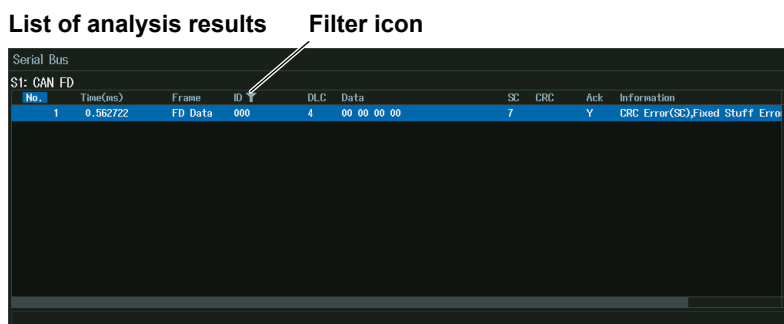 List of analysis results Filter icon
Serial Bus
S1: CAN FD
No. Time(ms) Frame ID DLC Data SC CRC Ack Information
1 0.562722 FD Data 000 4 00 00 00 00 7 Y CRC Error(SC),Fixed Stuff Erro